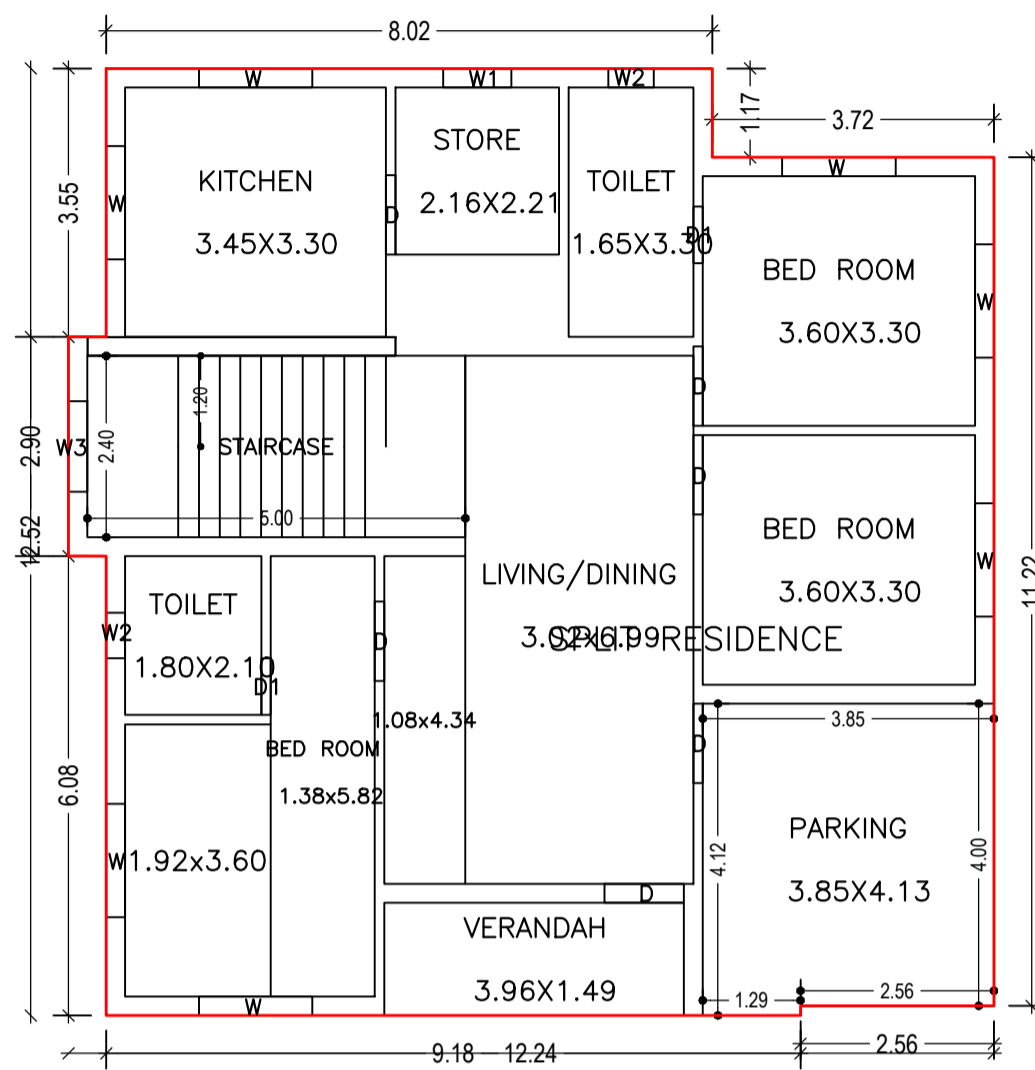 8.02
W
W1
W2
1.17
3.72
STORE
2.16X2.21
KITCHEN
3.45X3.30
TOILET
1.65X3.30
W
3.55
W
D
D1
BED ROOM
3.60X3.30
W
D
1.20
2.40
STAIRCASE
W3
2.90
5.00
12.52
D
BED ROOM
3.60X3.30
W
11.22
LIVING/DINING
3.02x6.99
SPLIT RESIDENCE
TOILET
1.80X2.10
W2
D1
D
1.08x4.34
BED ROOM
1.38x5.82
3.85
D
6.08
W
1.92x3.60
PARKING
3.85X4.13
4.12
4.00
D
VERANDAH
3.96X1.49
W
1.29
2.56
9.18
12.24
2.56